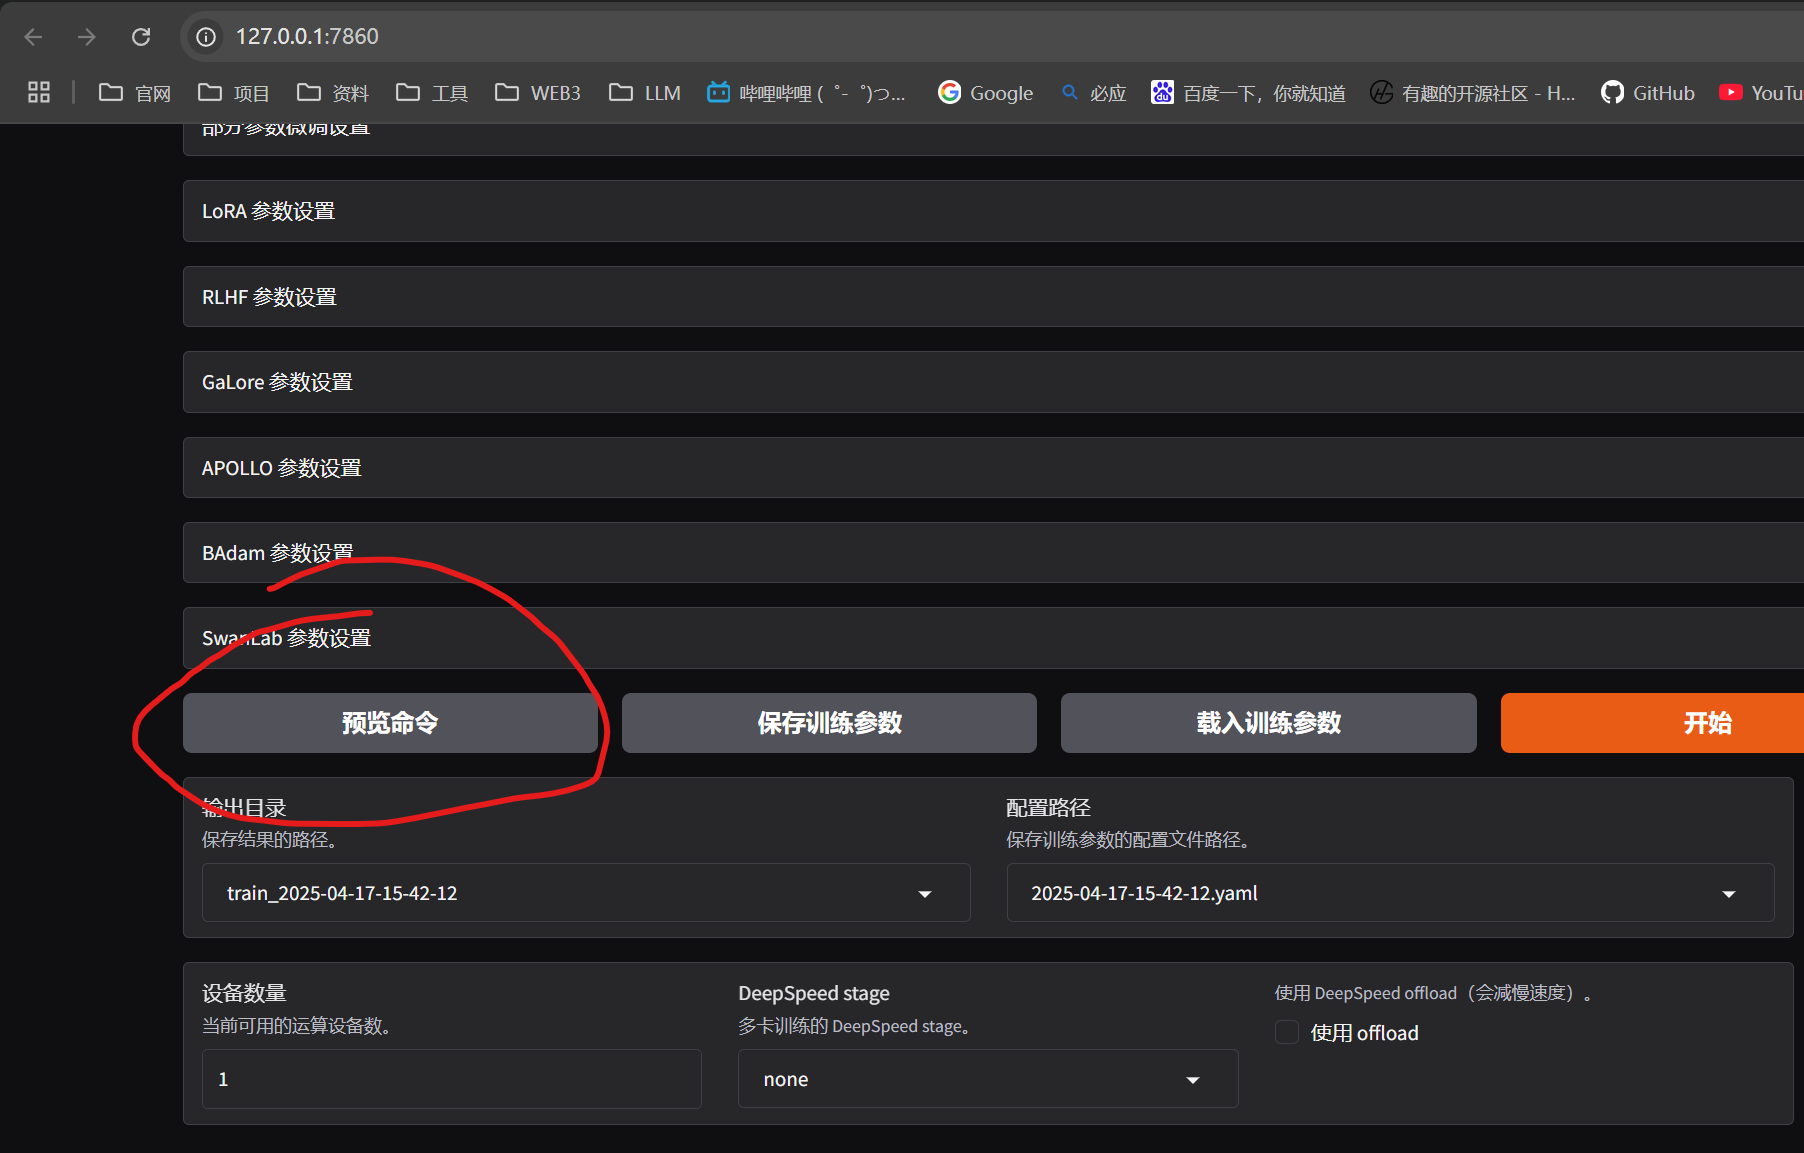 127.0.0.1:7860
官网 项目 资料 工具 WEB3 LLM 哔哩哔哩 ( ゜- ゜)つ... Google 必应 百度一下，你就知道 有趣的开源社区 - H... GitHub YouTu
部分参数微调设置
LoRA 参数设置
RLHF 参数设置
GaLore 参数设置
APOLLO 参数设置
BAdam 参数设置
SwanLab 参数设置
预览命令 保存训练参数 载入训练参数 开始
输出目录 配置路径
保存结果的路径。 保存训练参数的配置文件路径。
train_2025-04-17-15-42-12 2025-04-17-15-42-12.yaml
设备数量 DeepSpeed stage 使用 DeepSpeed offload（会减慢速度）。
当前可用的运算设备数。 多卡训练的 DeepSpeed stage。 使用 offload
1 none